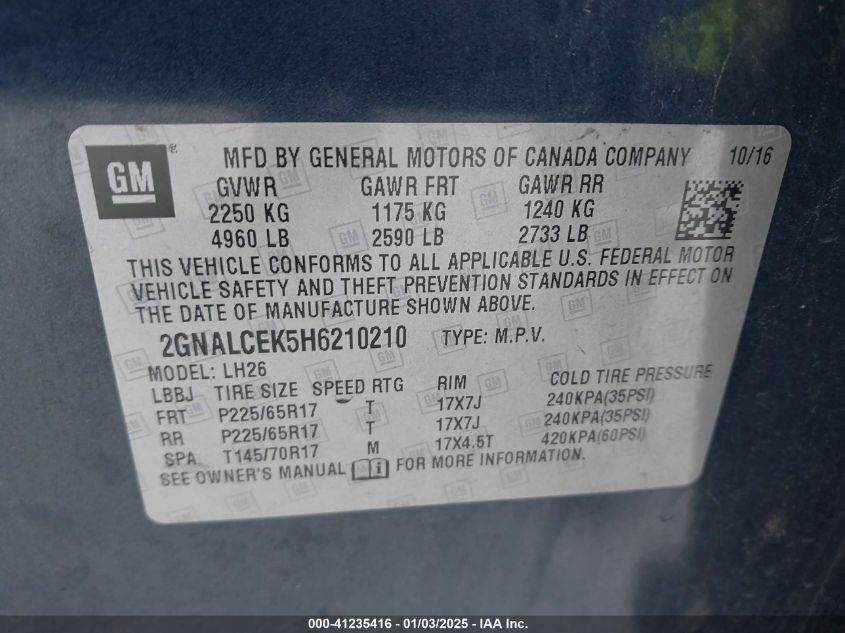 GM® MFD BY GENERAL MOTORS OF CANADA COMPANY 10/16
GVWR GAWR FRT GAWR RR
2250 KG 1175 KG 1240 KG
4960 LB 2590 LB 2733 LB
THIS VEHICLE CONFORMS TO ALL APPLICABLE U.S. FEDERAL MOTOR
VEHICLE SAFETY AND THEFT PREVENTION STANDARDS IN EFFECT ON
THE DATE OF MANUFACTURE SHOWN ABOVE.
2GNALCEK5H6210210 TYPE: M.P.V.
MODEL: LH26
LBBJ TIRE SIZE SPEED RTG RIM COLD TIRE PRESSURE
FRT P225/65R17 T 17X7J 240KPA(35PSI)
RR P225/65R17 T 17X7J 240KPA(35PSI)
SPA T145/70R17 M 17X4.5T 420KPA(60PSI)
SEE OWNER'S MANUAL FOR MORE INFORMATION.
000-41235416 - 01/03/2025 - IAA Inc.